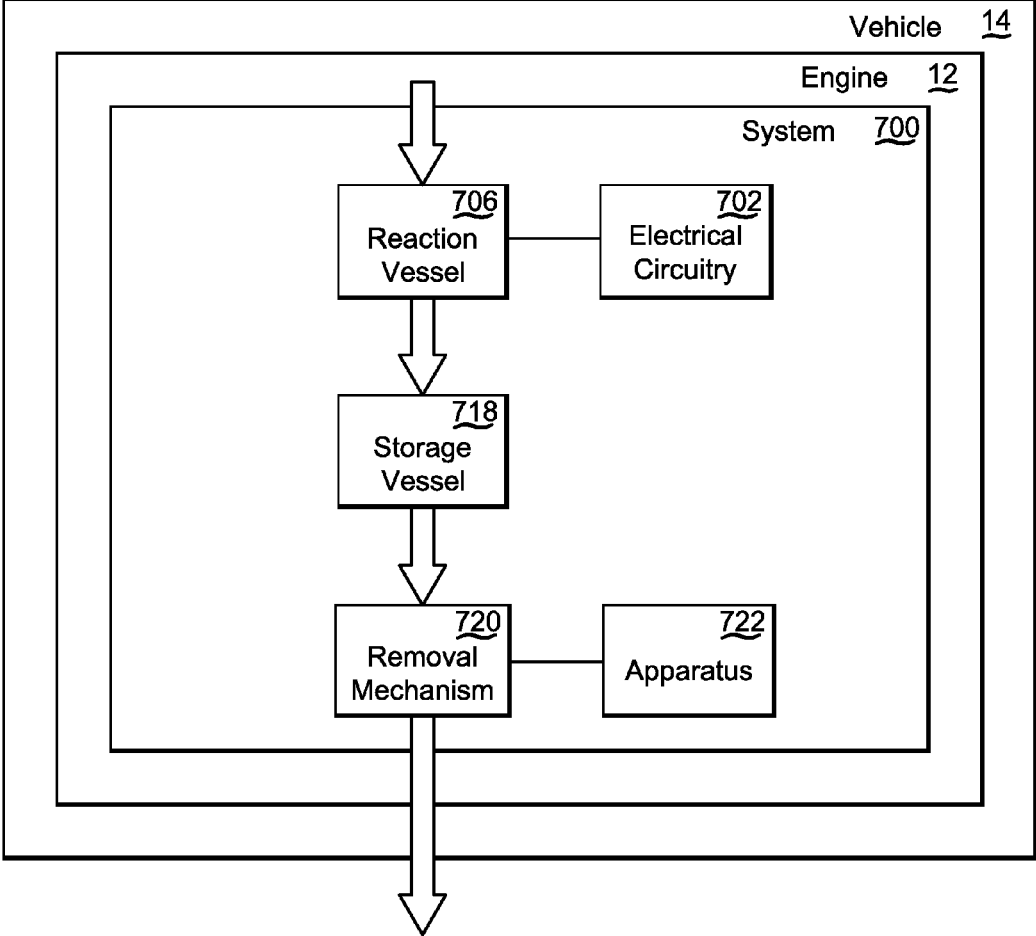 Vehicle 14
Engine 12
System 700
706
Reaction
Vessel
702
Electrical
Circuitry
718
Storage
Vessel
720
Removal
Mechanism
722
Apparatus